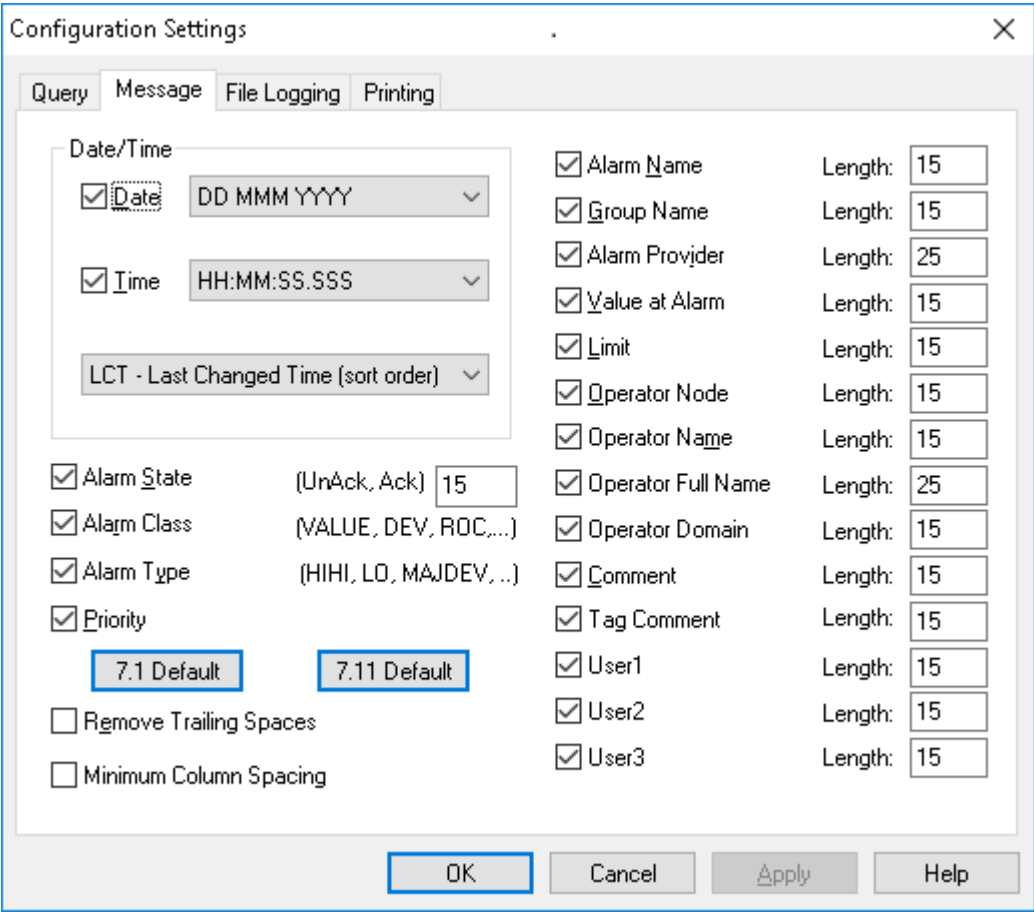 Configuration Settings .
Query Message File Logging Printing
Date/Time
Date DD MMM YYYY
Time HH:MM:SS.SSS
LCT - Last Changed Time (sort order)
Alarm State (UnAck, Ack) 15
Alarm Class (VALUE, DEV, ROC,...)
Alarm Type (HIHI, LO, MAJDEV, ..)
Priority
7.1 Default 7.11 Default
Remove Trailing Spaces
Minimum Column Spacing
Alarm Name Length: 15
Group Name Length: 15
Alarm Provider Length: 25
Value at Alarm Length: 15
Limit Length: 15
Operator Node Length: 15
Operator Name Length: 15
Operator Full Name Length: 25
Operator Domain Length: 15
Comment Length: 15
Tag Comment Length: 15
User1 Length: 15
User2 Length: 15
User3 Length: 15
OK Cancel Apply Help